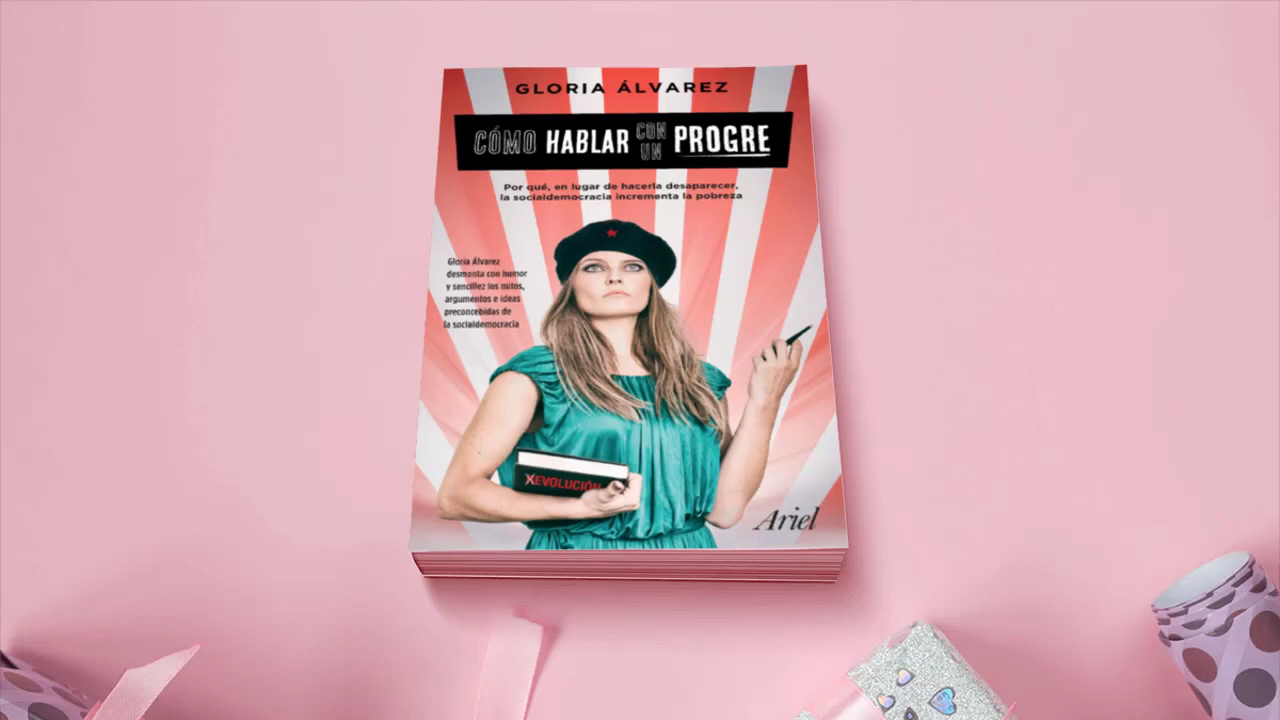 GLORIA ÁLVAREZ
CÓMO HABLAR CON UN PROGRE
Por qué, en lugar de hacerla desaparecer,
la socialdemocracia incrementa la pobreza
Gloria Álvarez
desmonta con humor
y sencillez los mitos,
argumentos e ideas
preconcebidas de
la socialdemocracia
XEVOLUCIÓN
Ariel